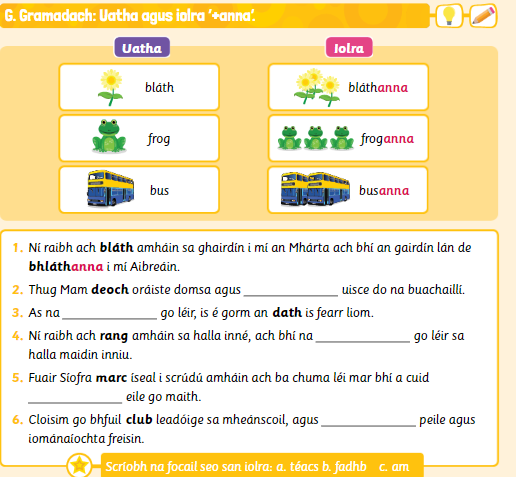 G. Gramadach: Uatha agus iolra '+anna'.
Uatha
Iolra
bláth
bláthanna
frog
froganna
bus
busanna
1. Ní raibh ach bláth amháin sa ghairdín i mí an Mhárta ach bhí an gairdín lán de
bhláthanna i mí Aibreáin.
2. Thug Mam deoch oráiste domsa agus ______________ uisce do na buachaillí.
3. As na ______________ go léir, is é gorm an dath is fearr liom.
4. Ní raibh ach rang amháin sa halla inné, ach bhí na ______________ go léir sa
halla maidin inniu.
5. Fuair Síofra marc íseal i scrúdú amháin ach ba chuma léi mar bhí a cuid
______________ eile go maith.
6. Cloisim go bhfuil club leadóige sa mheánscoil, agus ______________ peile agus
iománaíochta freisin.
Scríobh na focail seo san iolra: a. téacs b. fadhb c. am